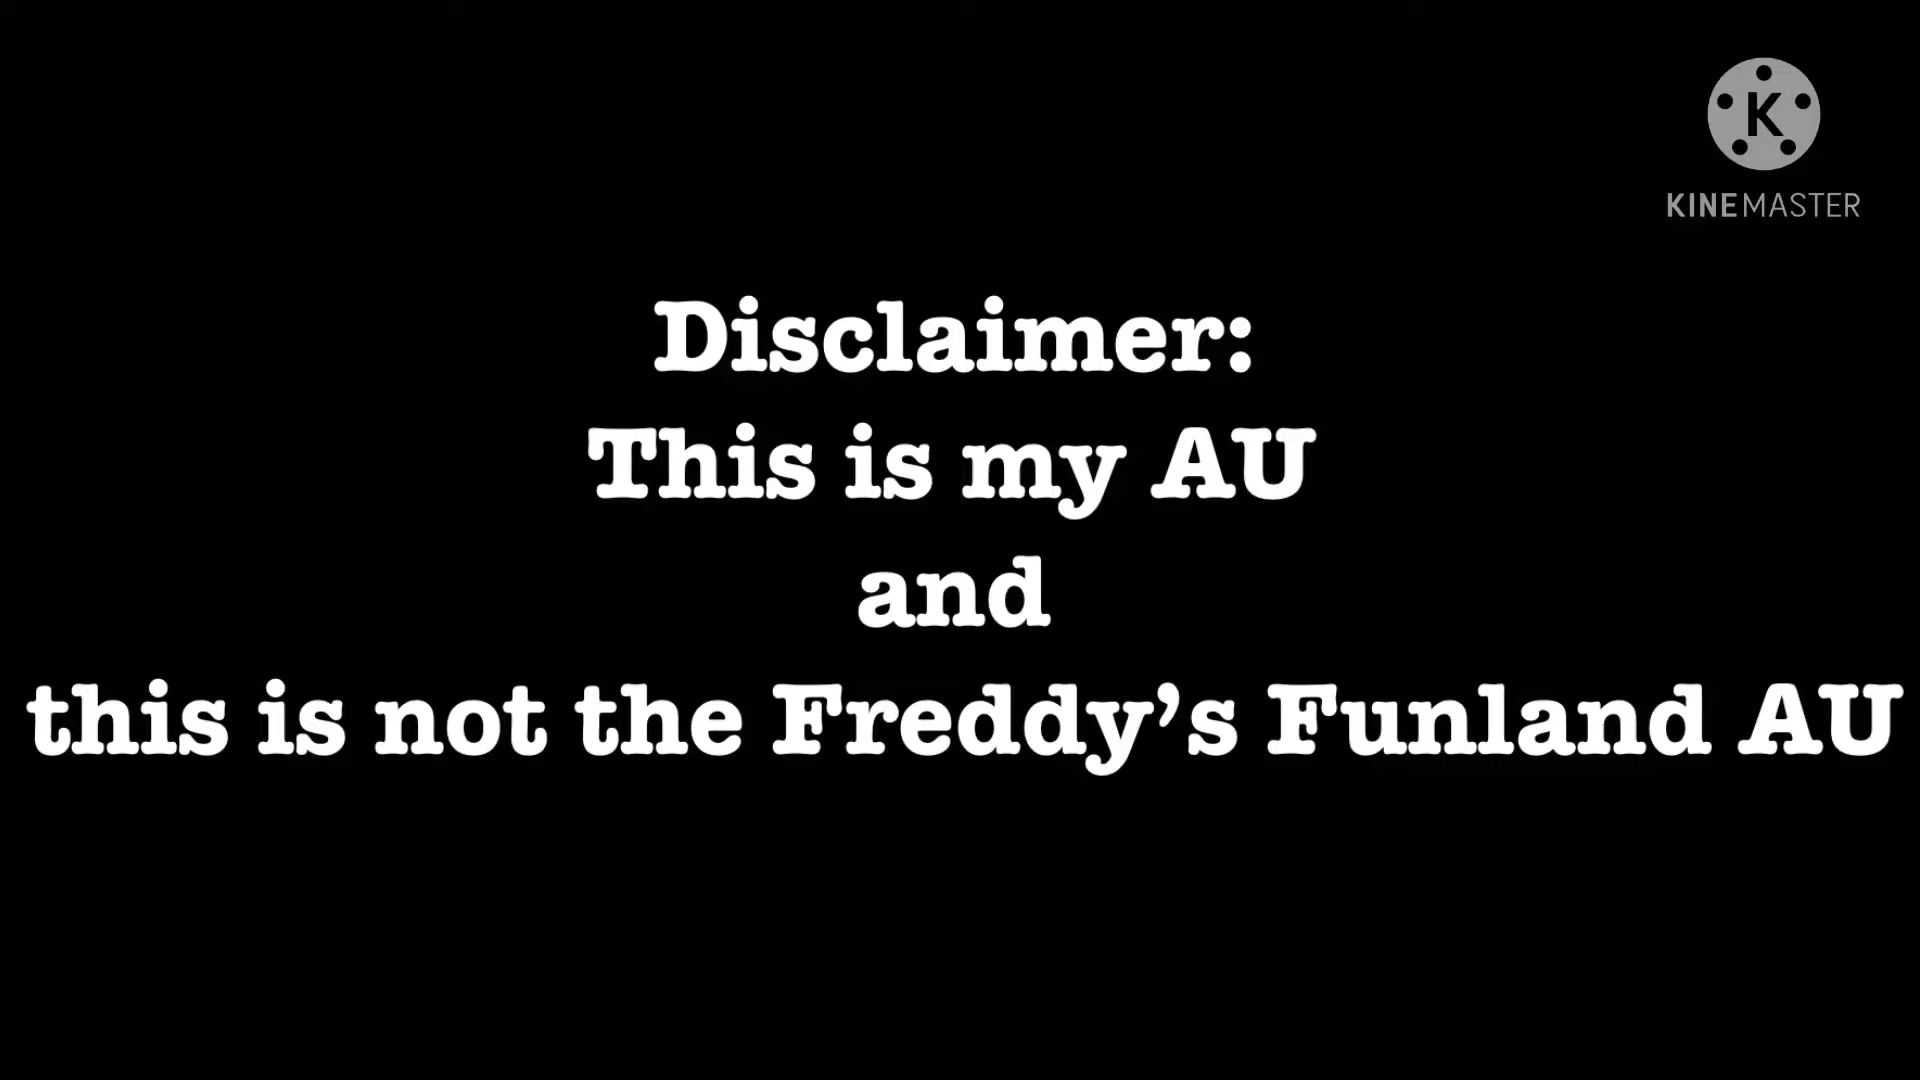 K
KINEMASTER
Disclaimer:
This is my AU
and
this is not the Freddy’s Funland AU